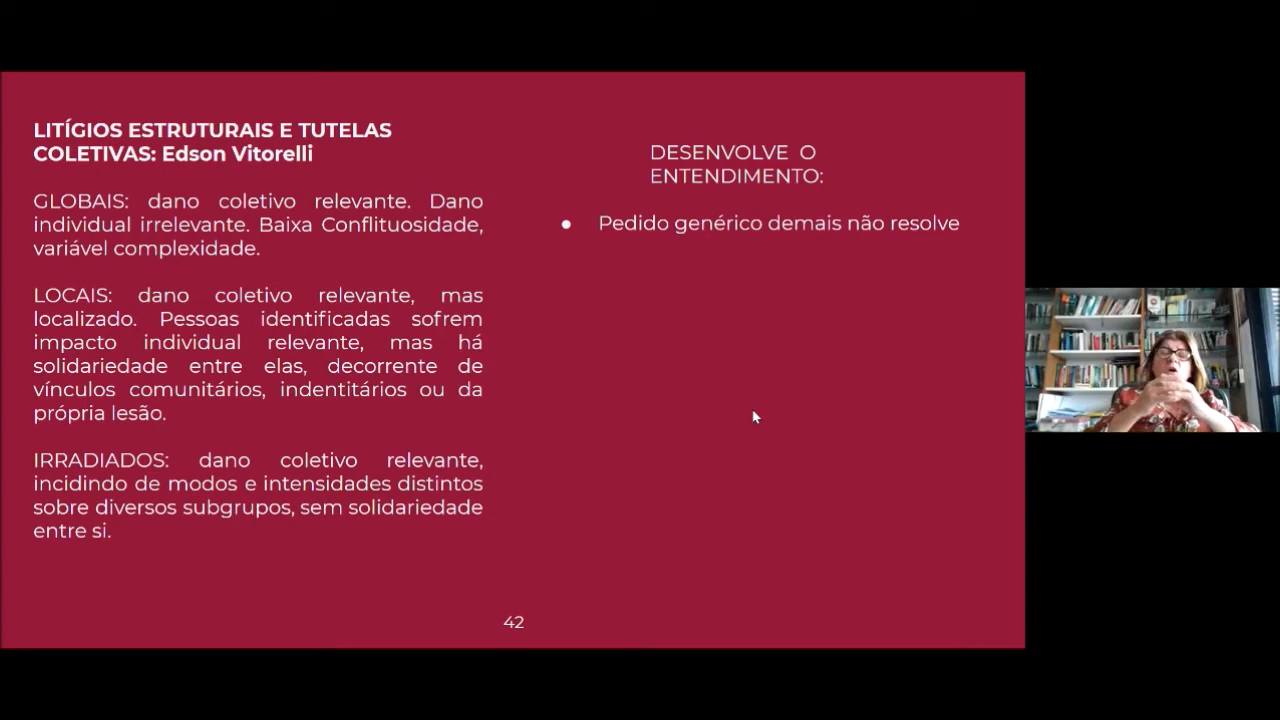 LITÍGIOS ESTRUTURAIS E TUTELAS
COLETIVAS: Edson Vitorelli
GLOBAIS: dano coletivo relevante. Dano
individual irrelevante. Baixa Conflituosidade,
variável complexidade.
LOCAIS: dano coletivo relevante, mas
localizado. Pessoas identificadas sofrem
impacto individual relevante, mas há
solidariedade entre elas, decorrente de
vínculos comunitários, indentitários ou da
própria lesão.
IRRADIADOS: dano coletivo relevante,
incidindo de modos e intensidades distintos
sobre diversos subgrupos, sem solidariedade
entre si.
DESENVOLVE O
ENTENDIMENTO:
● Pedido genérico demais não resolve
42